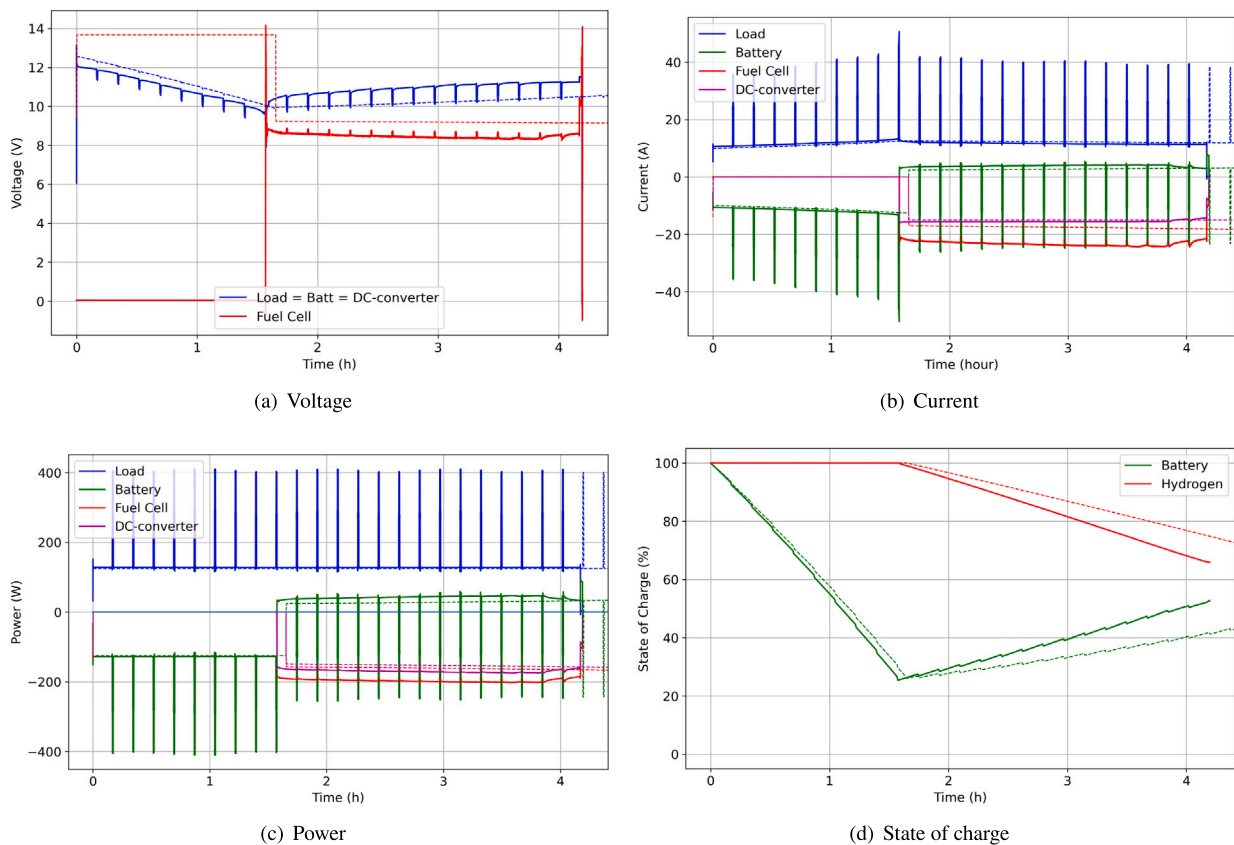 14
12
10
8
6
4
2
0
Voltage (V)
Load = Batt = DC-converter
Fuel Cell
0
1
2
3
4
Time (h)
(a) Voltage
Load
Battery
Fuel Cell
DC-converter
40
20
0
−20
−40
Current (A)
0
1
2
3
4
Time (hour)
(b) Current
Load
Battery
Fuel Cell
DC-converter
400
200
0
−200
−400
Power (W)
0
1
2
3
4
Time (h)
(c) Power
100
80
60
40
20
0
State of Charge (%)
Battery
Hydrogen
0
1
2
3
4
Time (h)
(d) State of charge